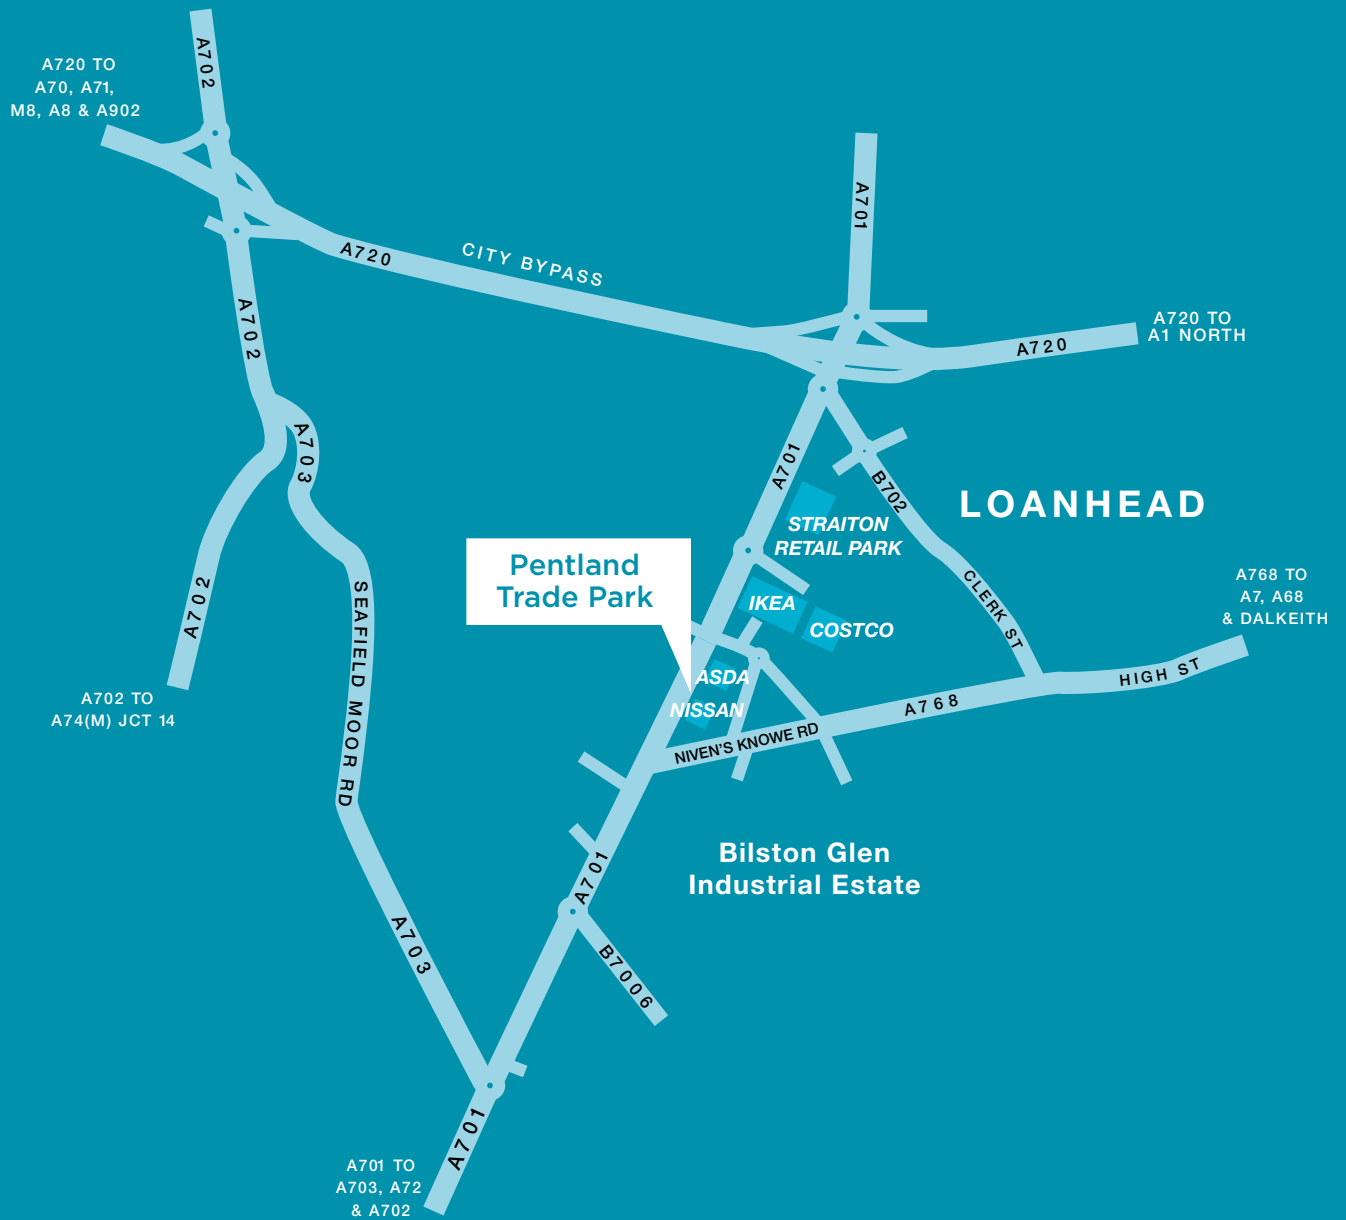 A702
A720 TO
A70, A71,
M8, A8 & A902
A701
CITY BYPASS
A720
A702
A720 TO
A1 NORTH
A720
A703
A701
B702
LOANHEAD
STRAITON
RETAIL PARK
Pentland
Trade Park
IKEA
COSTCO
CLERK ST
A768 TO
A7, A68
& DALKEITH
A702
SEAFIELD MOOR RD
ASDA
NISSAN
HIGH ST
A768
NIVEN'S KNOWE RD
A702 TO
A74(M) JCT 14
Bilston Glen
Industrial Estate
A701
A703
B7006
A701
A701 TO
A703, A72
& A702